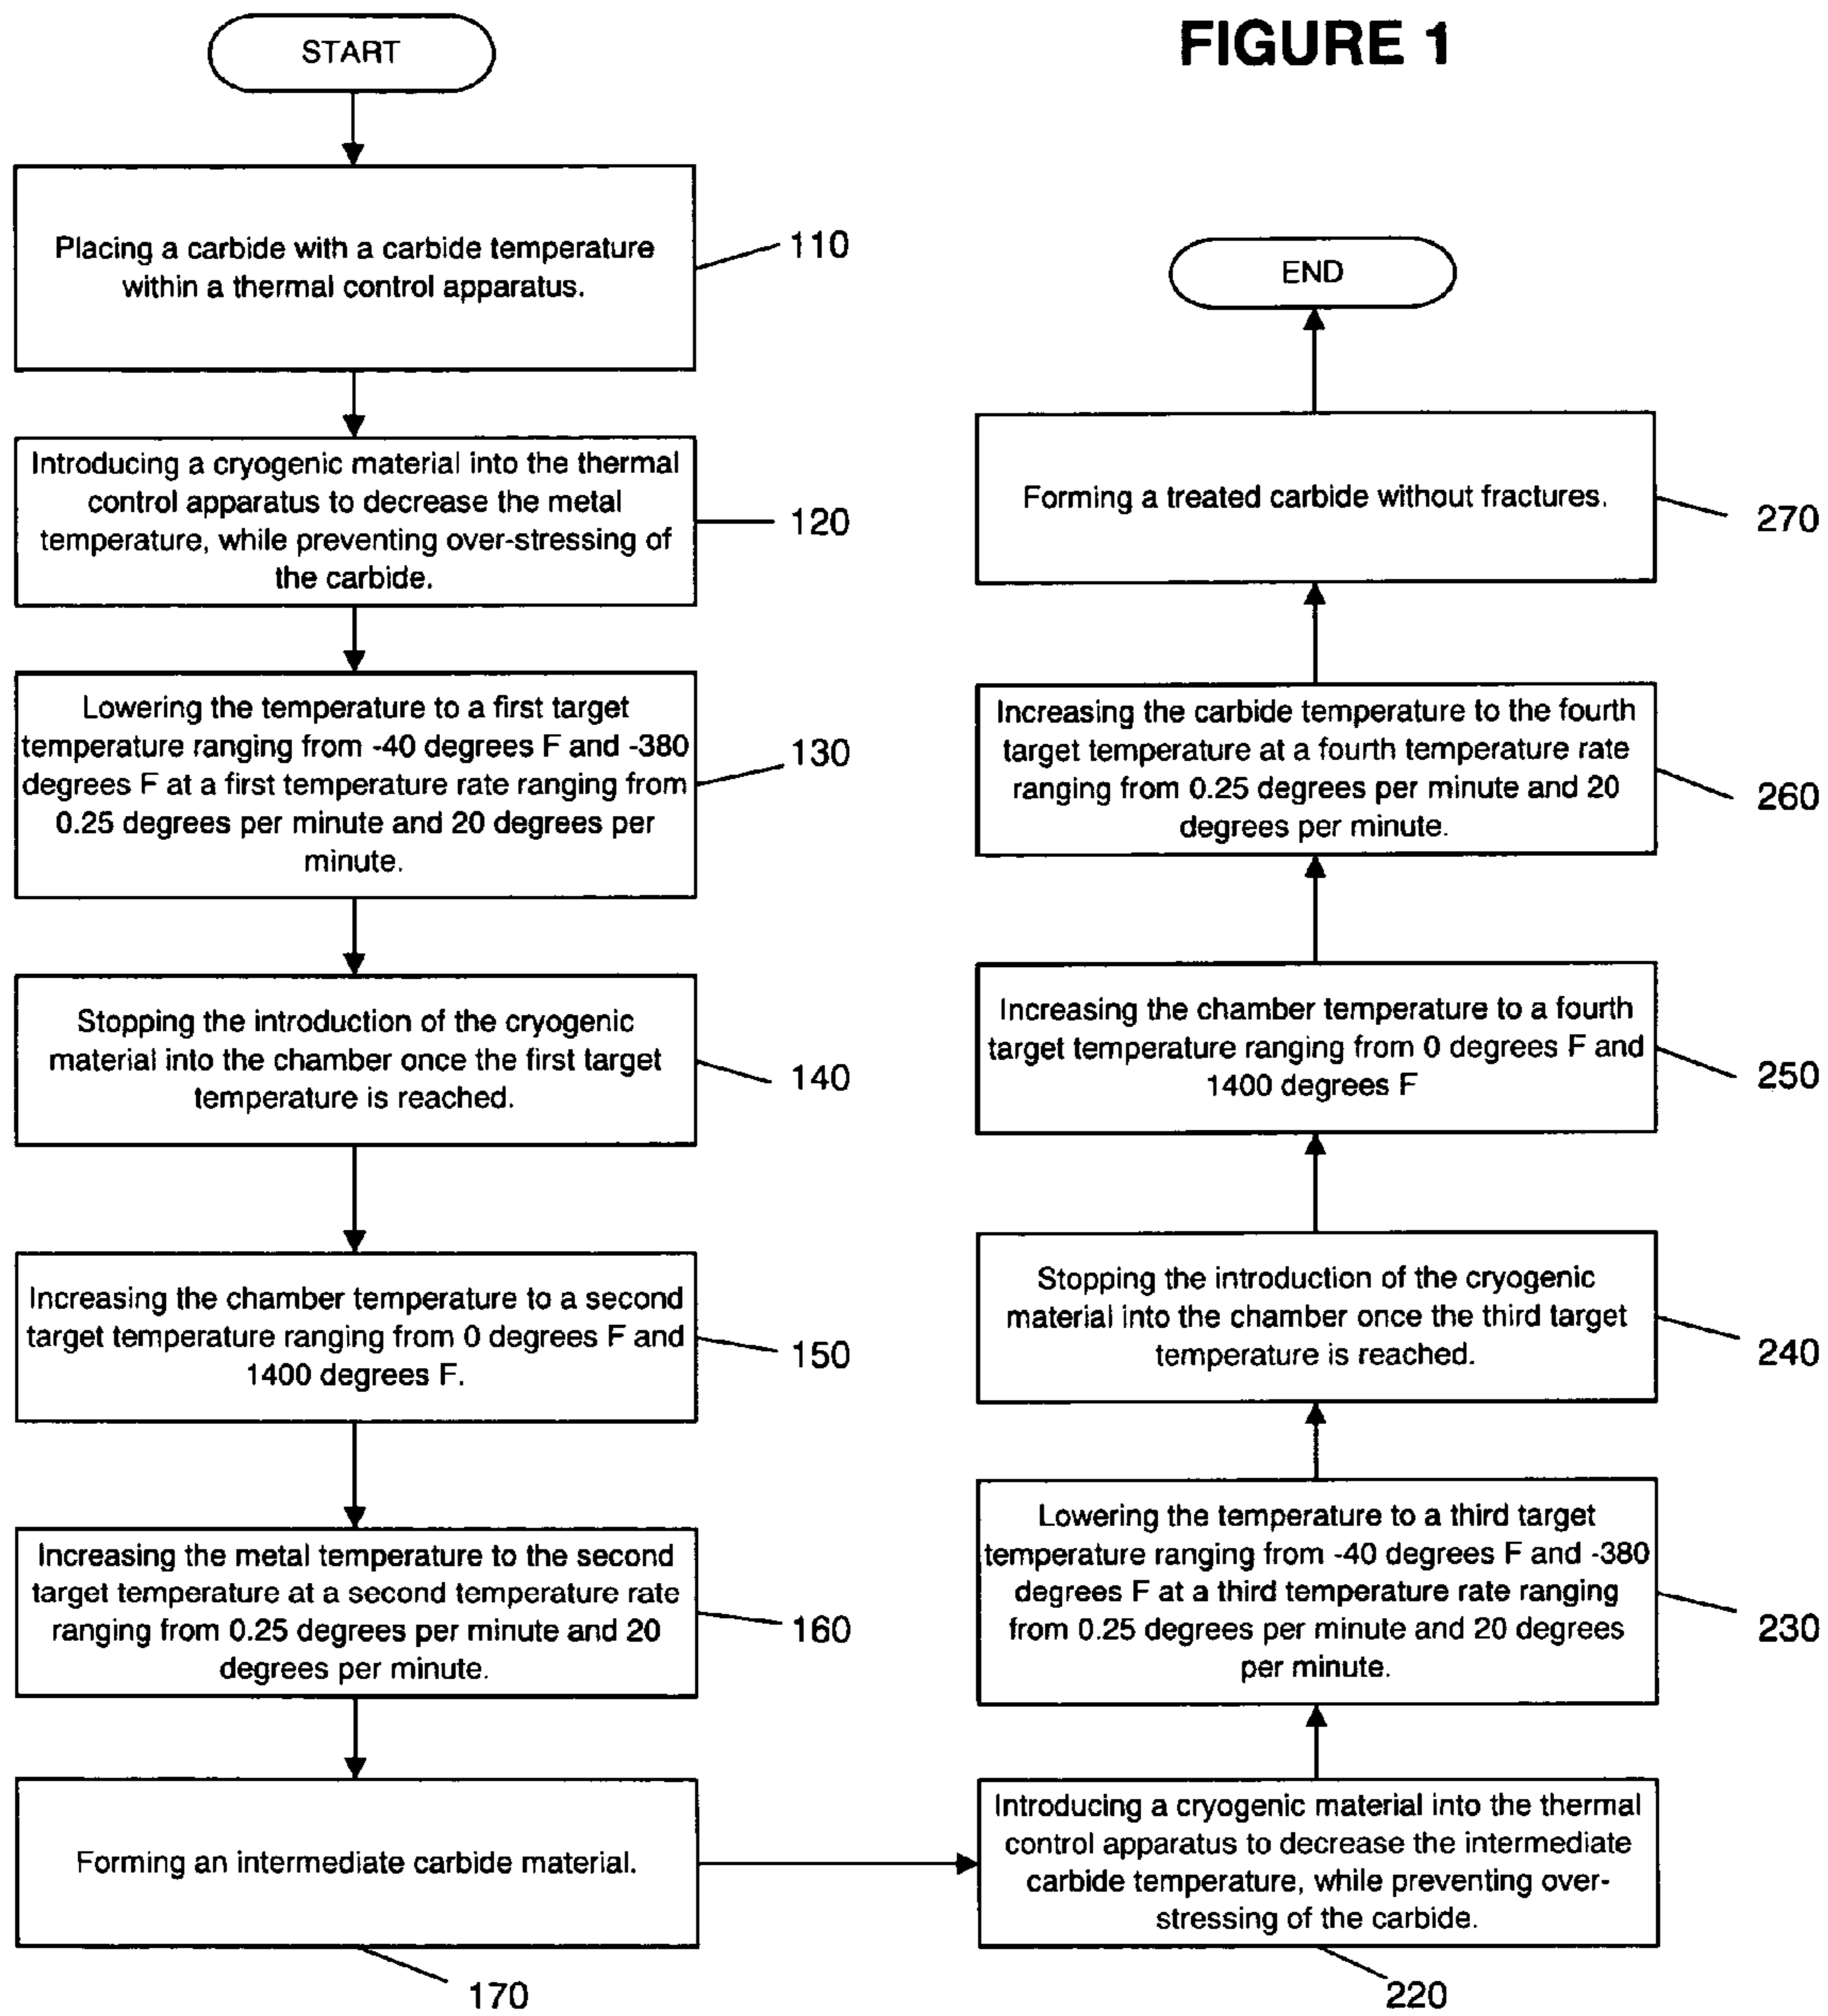 FIGURE 1
START
Placing a carbide with a carbide temperature
within a thermal control apparatus.
110
Introducing a cryogenic material into the thermal
control apparatus to decrease the metal
temperature, while preventing over-stressing of
the carbide.
120
Lowering the temperature to a first target
temperature ranging from -40 degrees F and -380
degrees F at a first temperature rate ranging from
0.25 degrees per minute and 20 degrees per
minute.
130
Stopping the introduction of the cryogenic
material into the chamber once the first target
temperature is reached.
140
Increasing the chamber temperature to a second
target temperature ranging from 0 degrees F and
1400 degrees F.
150
Increasing the metal temperature to the second
target temperature at a second temperature rate
ranging from 0.25 degrees per minute and 20
degrees per minute.
160
Forming an intermediate carbide material.
170
Introducing a cryogenic material into the thermal
control apparatus to decrease the intermediate
carbide temperature, while preventing over-
stressing of the carbide.
220
Lowering the temperature to a third target
temperature ranging from -40 degrees F and -380
degrees F at a third temperature rate ranging
from 0.25 degrees per minute and 20 degrees
per minute.
230
Stopping the introduction of the cryogenic
material into the chamber once the third target
temperature is reached.
240
Increasing the chamber temperature to a fourth
target temperature ranging from 0 degrees F and
1400 degrees F
250
Increasing the carbide temperature to the fourth
target temperature at a fourth temperature rate
ranging from 0.25 degrees per minute and 20
degrees per minute.
260
Forming a treated carbide without fractures.
270
END